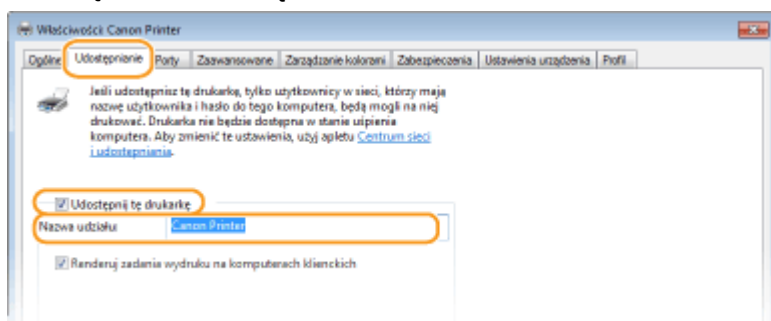 Właściwości: Canon Printer
Ogólne Udostępnianie Porty Zaawansowane Zarządzanie kolorami Zabezpieczenia Ustawienia urządzenia Profil
Jeśli udostępnisz tę drukarkę, tylko użytkownicy w sieci, którzy mają
nazwę użytkownika i hasło do tego komputera, będą mogli na niej
drukować. Drukarka nie będzie dostępna w stanie uśpienia
komputera. Aby zmienić te ustawienia, użyj apletu Centrum sieci
i udostępniania.
Udostępnij tę drukarkę
Nazwa udziału: Canon Printer
Renderuj zadania wydruku na komputerach klienckich